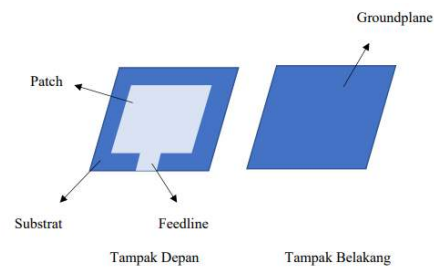 Groundplane
Patch
Substrat
Feedline
Tampak Depan
Tampak Belakang